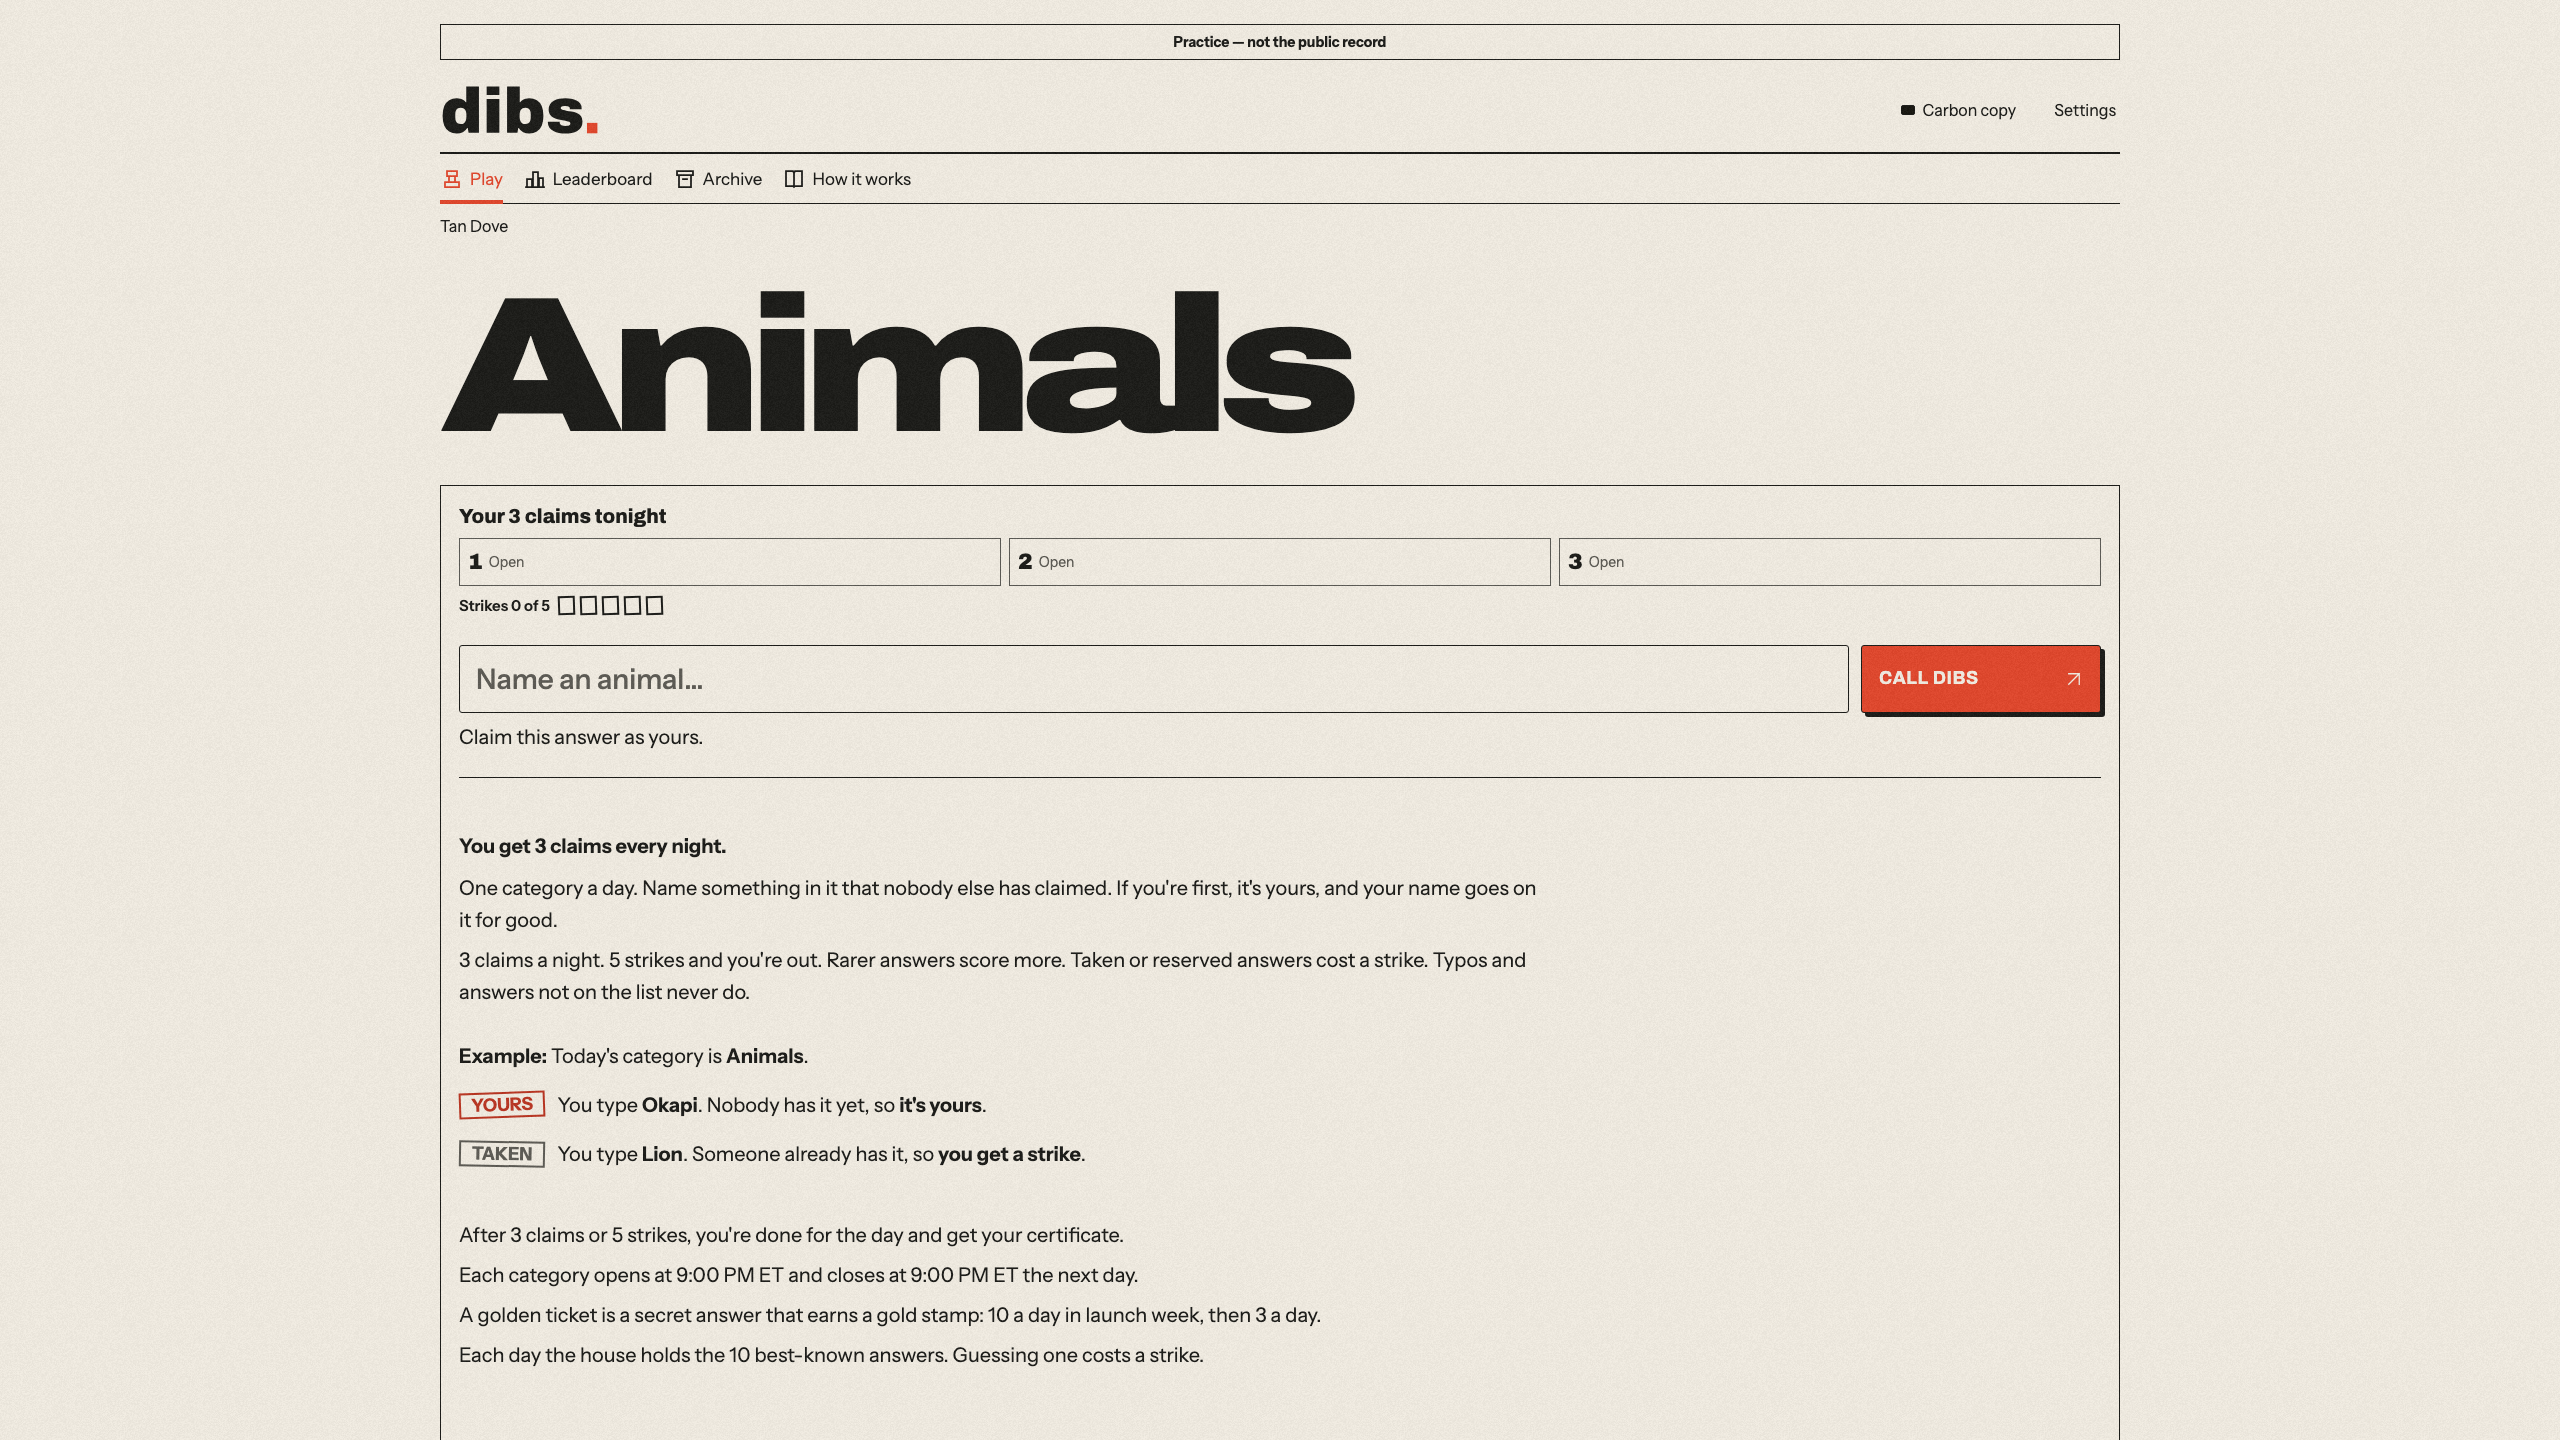 Practice — not the public record
dibs.
Carbon copy
Settings
Play
Leaderboard
Archive
How it works
Tan Dove
Animals
Your 3 claims tonight
1 Open
2 Open
3 Open
Strikes 0 of 5
Name an animal...
CALL DIBS
Claim this answer as yours.
You get 3 claims every night.
One category a day. Name something in it that nobody else has claimed. If you're first, it's yours, and your name goes on
it for good.
3 claims a night. 5 strikes and you're out. Rarer answers score more. Taken or reserved answers cost a strike. Typos and
answers not on the list never do.
Example: Today's category is Animals.
YOURS You type Okapi. Nobody has it yet, so it's yours.
TAKEN You type Lion. Someone already has it, so you get a strike.
After 3 claims or 5 strikes, you're done for the day and get your certificate.
Each category opens at 9:00 PM ET and closes at 9:00 PM ET the next day.
A golden ticket is a secret answer that earns a gold stamp: 10 a day in launch week, then 3 a day.
Each day the house holds the 10 best-known answers. Guessing one costs a strike.